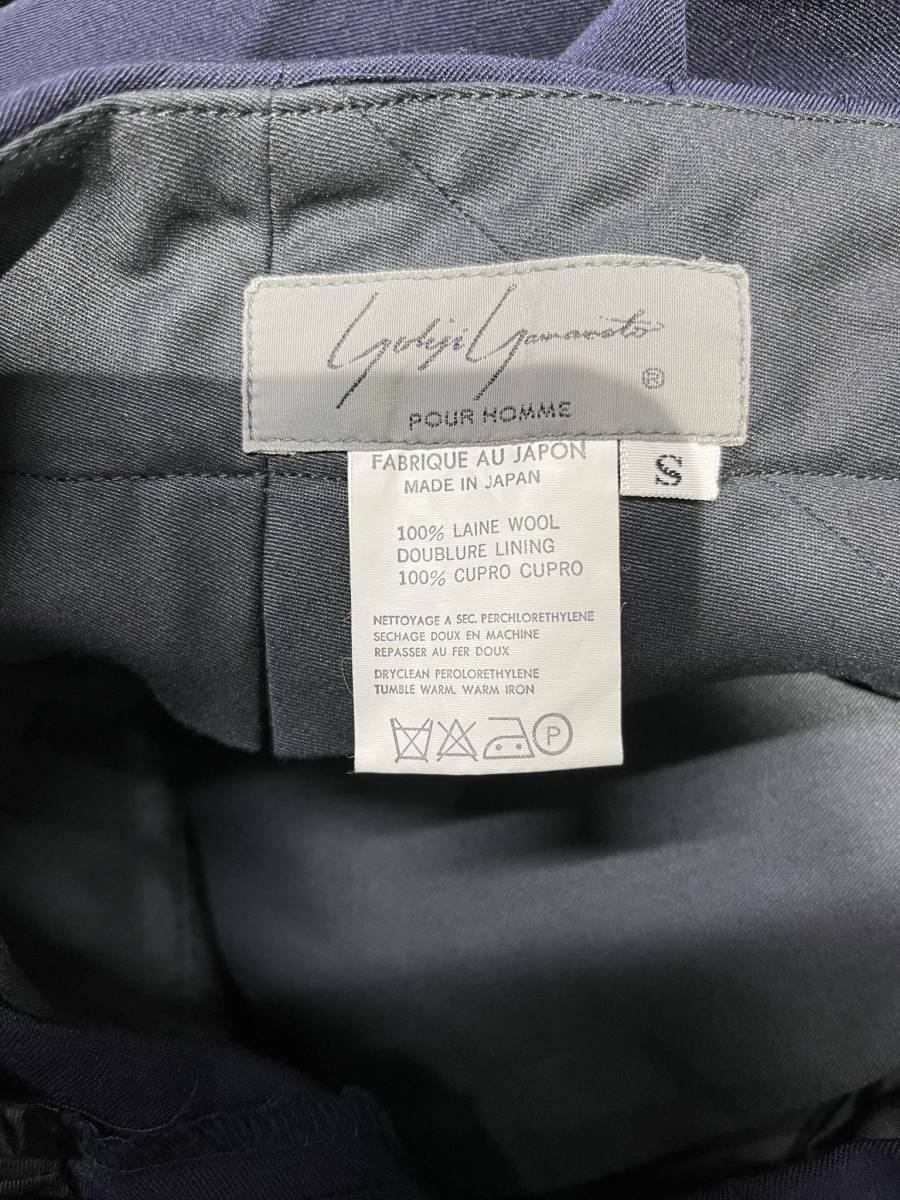 Yohji Yamamoto
®
POUR HOMME
S
FABRIQUE AU JAPON
MADE IN JAPAN
100% LAINE WOOL
DOUBLURE LINING
100% CUPRO CUPRO
NETTOYAGE A SEC. PERCHLORETHYLENE
SECHAGE DOUX EN MACHINE
REPASSER AU FER DOUX
DRYCLEAN PEROLORETHYLENE
TUMBLE WARM. WARM IRON
P